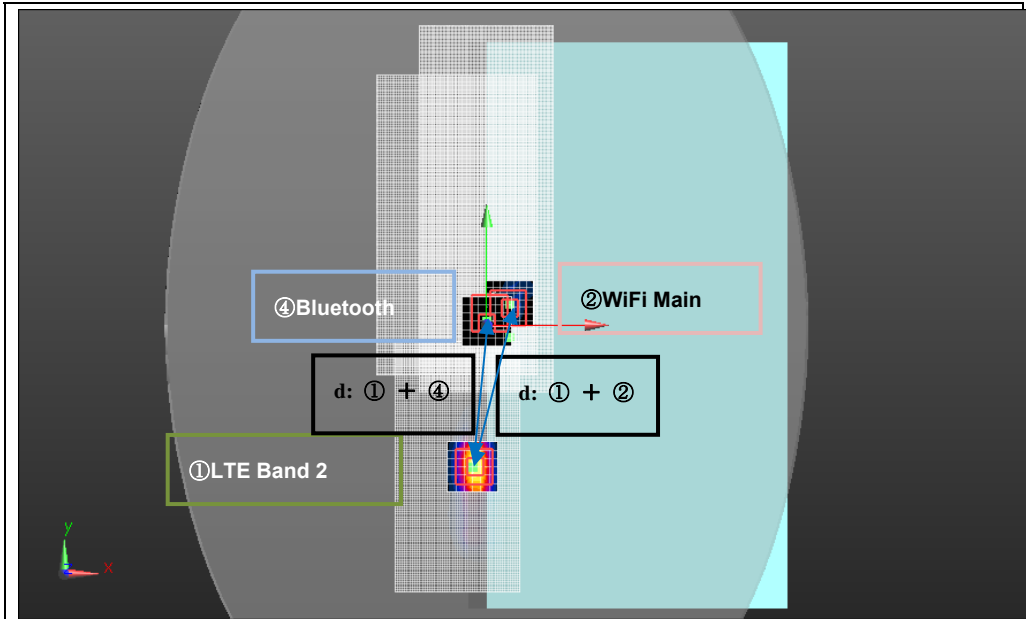 ④Bluetooth
②WiFi Main
d: ① + ④
d: ① + ②
①LTE Band 2
y
x